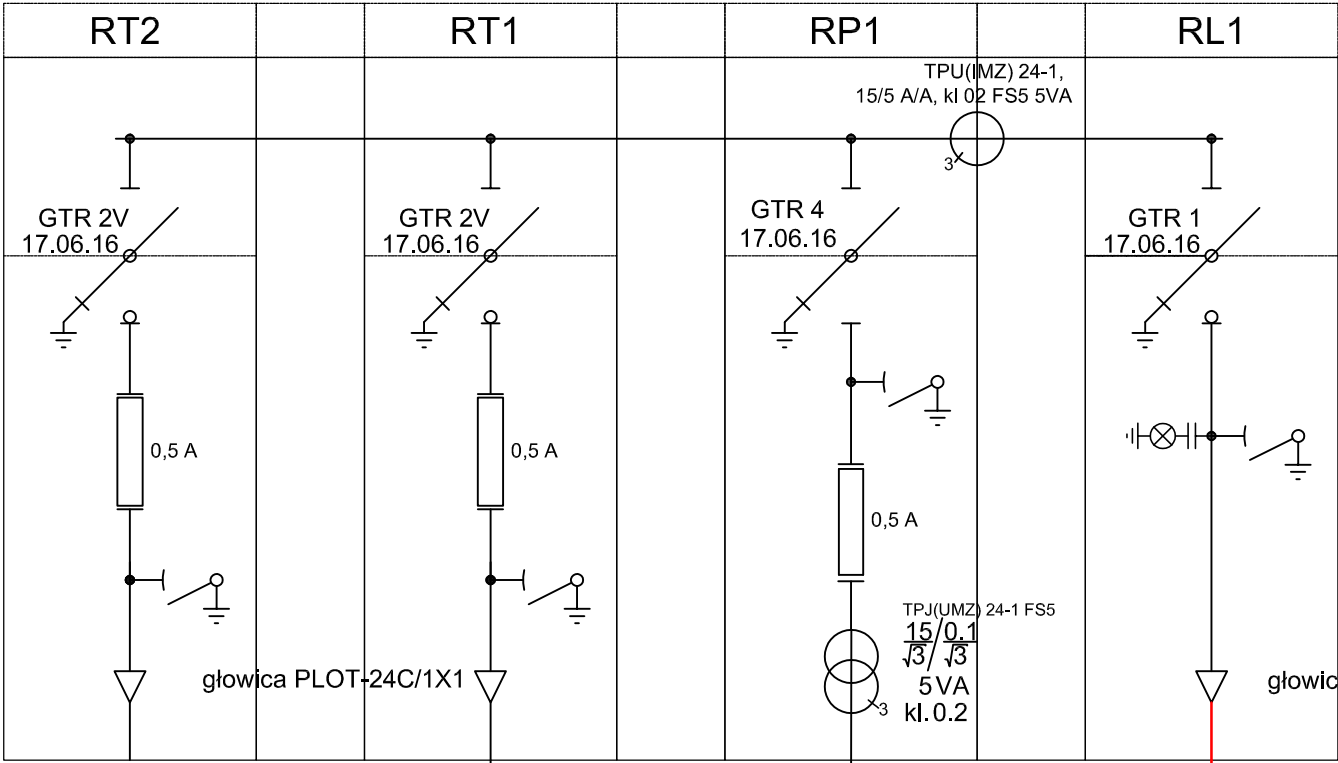 RT2
RT1
RP1
RL1
TPU(IMZ) 24-1,
15/5 A/A, kl 02 FS5 5VA
3
GTR 2V
17.06.16
GTR 2V
17.06.16
GTR 4
17.06.16
GTR 1
17.06.16
0,5 A
0,5 A
0,5 A
TPJ(UMZ) 24-1 FS5
15/0.1
√3/√3
5VA
kl.0.2
3
głowica PLOT-24C/1X1
głowic